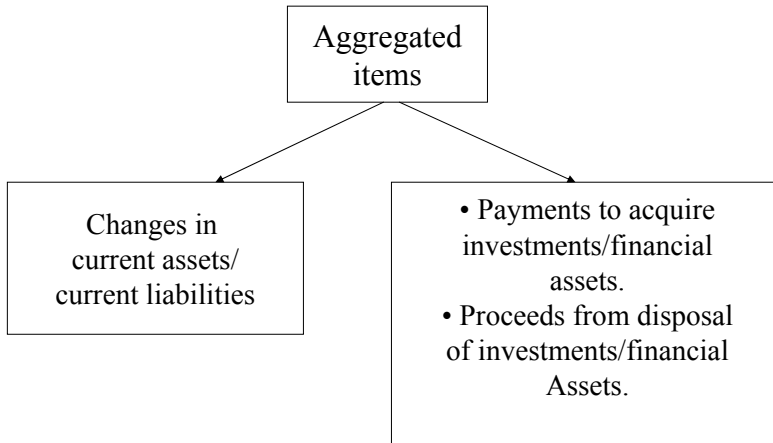 Aggregated
items
Changes in
current assets/
current liabilities
• Payments to acquire
investments/financial
assets.
• Proceeds from disposal
of investments/financial
Assets.